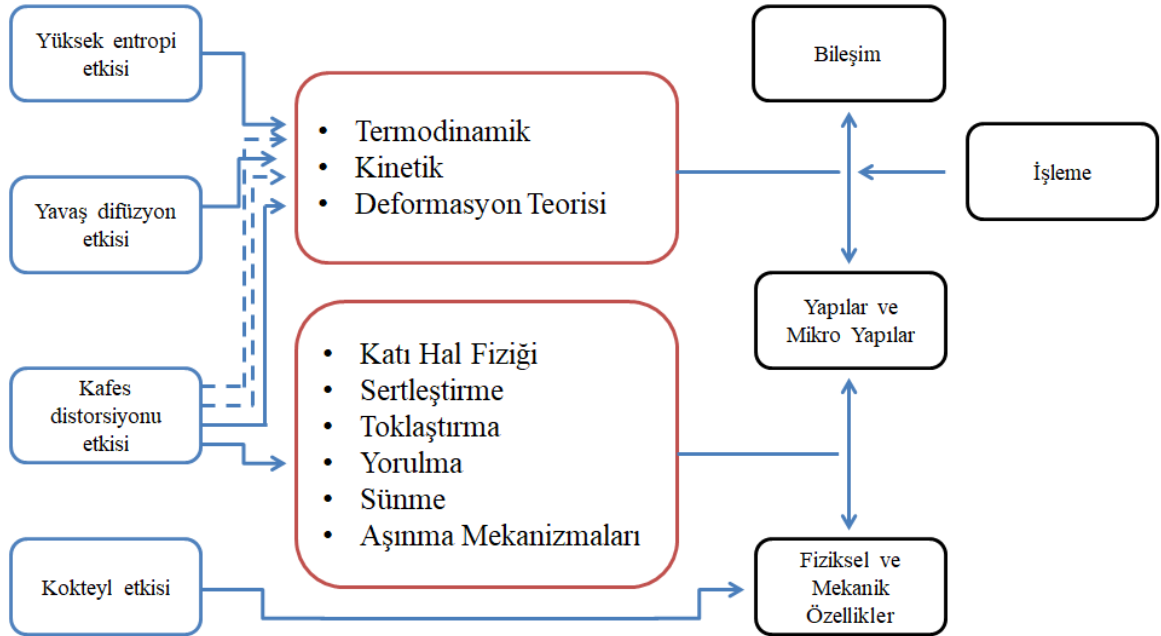 Yüksek entropi
etkisi
Yavaş difüzyon
etkisi
Kafes
distorsiyonu
etkisi
Kokteyl etkisi
• Termodinamik
• Kinetik
• Deformasyon Teorisi
• Katı Hal Fiziği
• Sertleştirme
• Toklaştırma
• Yorulma
• Sünme
• Aşınma Mekanizmaları
Bileşim
İşleme
Yapılar ve
Mikro Yapılar
Fiziksel ve
Mekanik
Özellikler